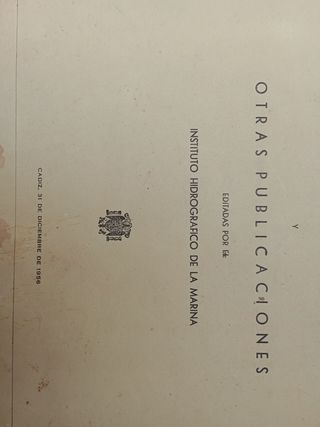 Y
OTRAS PUBLICACIONES
EDITADAS POR EL
INSTITUTO HIDROGRAFICO DE LA MARINA
CADIZ, 31 DE DICIEMBRE DE 1956